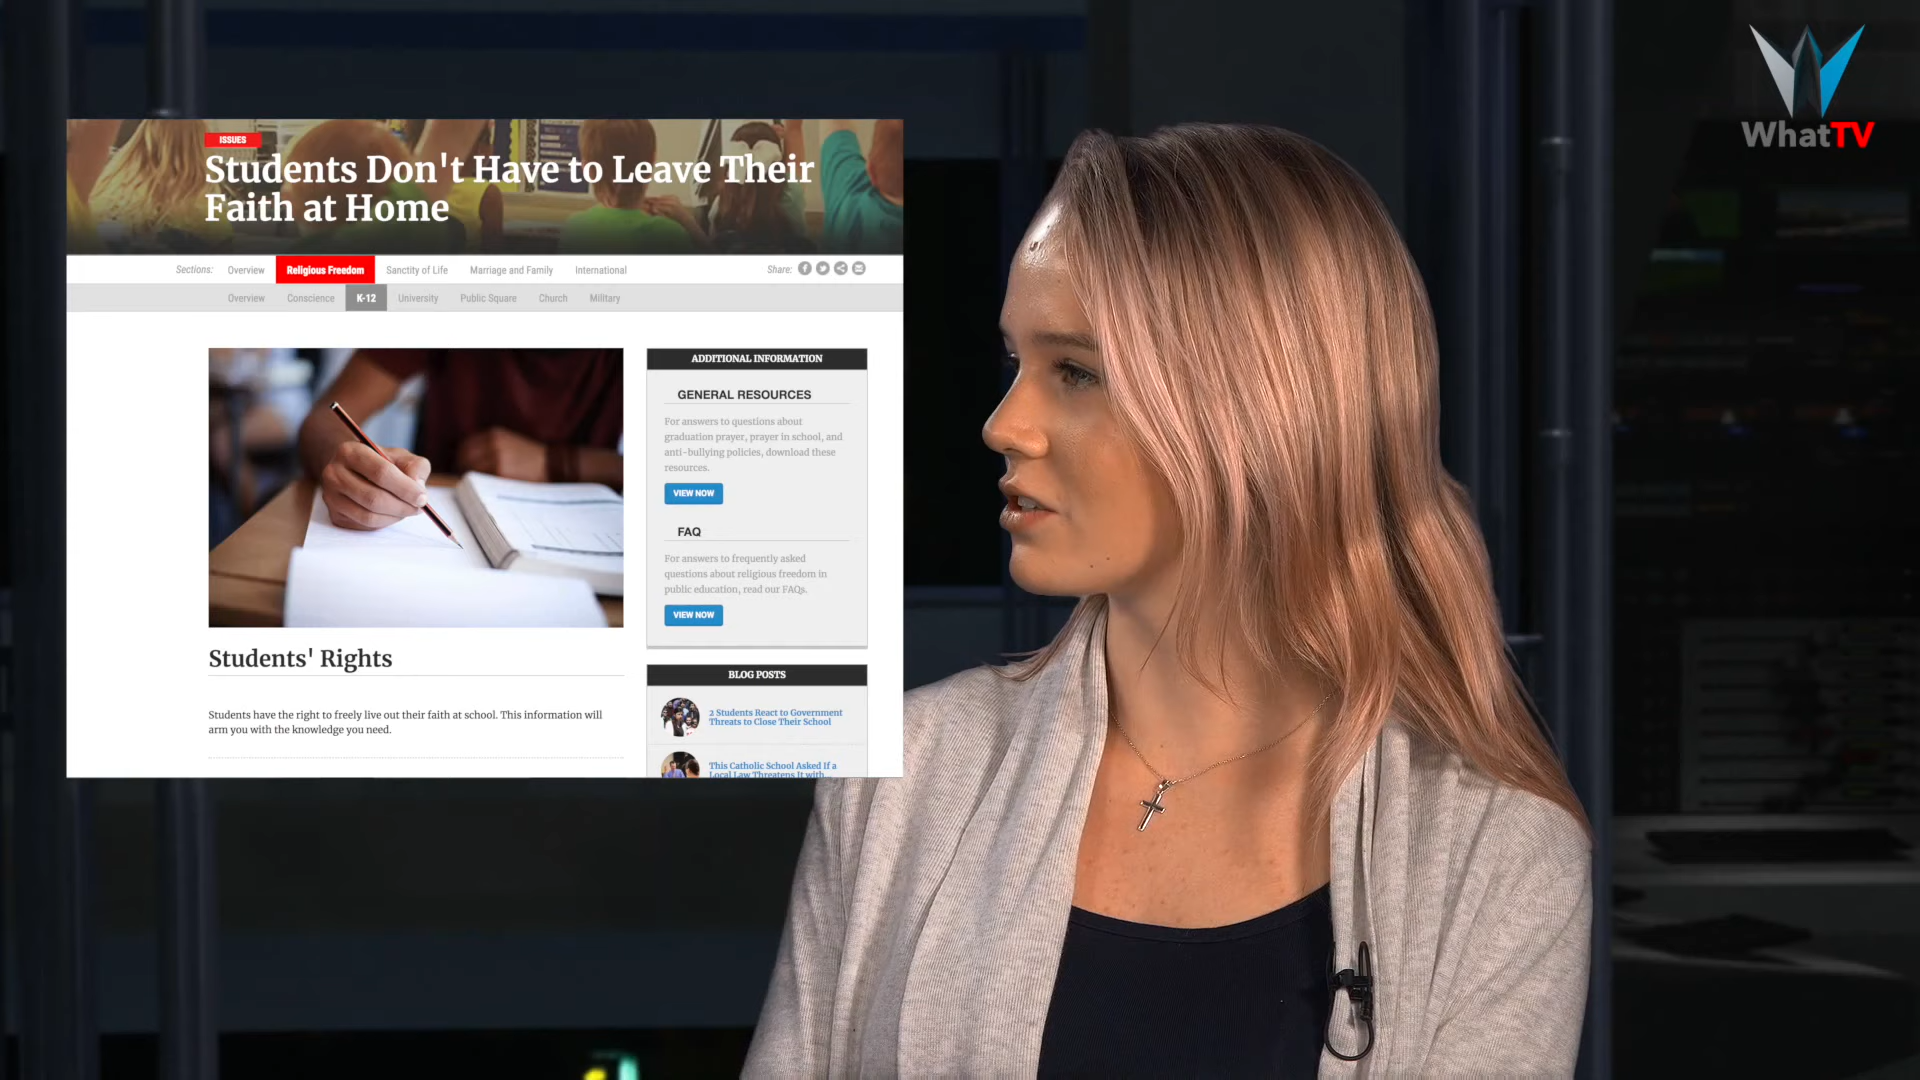 WhatTV
ISSUES
Students Don't Have to Leave Their
Faith at Home
Sections: Overview Religious Freedom Sanctity of Life Marriage and Family International Share:
Overview Conscience K-12 University Public Square Church Military
ADDITIONAL INFORMATION
GENERAL RESOURCES
For answers to questions about
graduation prayer, prayer in school, and
anti-bullying policies, download these
resources.
VIEW NOW
FAQ
For answers to frequently asked
questions about religious freedom in
public education, read our FAQs.
VIEW NOW
Students' Rights
Students have the right to freely live out their faith at school. This information will
arm you with the knowledge you need.
BLOG POSTS
2 Students React to Government
Threats to Close Their School
This Catholic School Asked If a
Local Law Threatens It with...